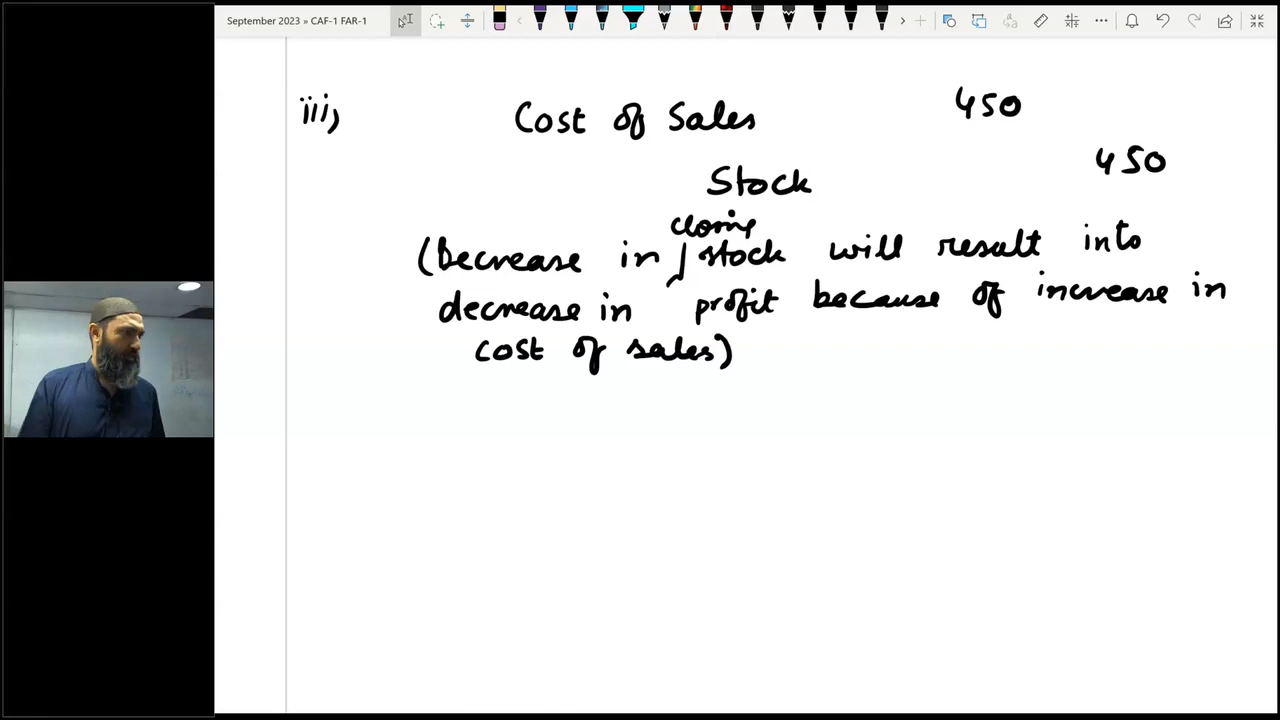 September 2023 » CAF-1 FAR-1
iii, Cost of Sales 450
Stock 450
closing
(Decrease in stock will result into
decrease in profit because of increase in
cost of sales)